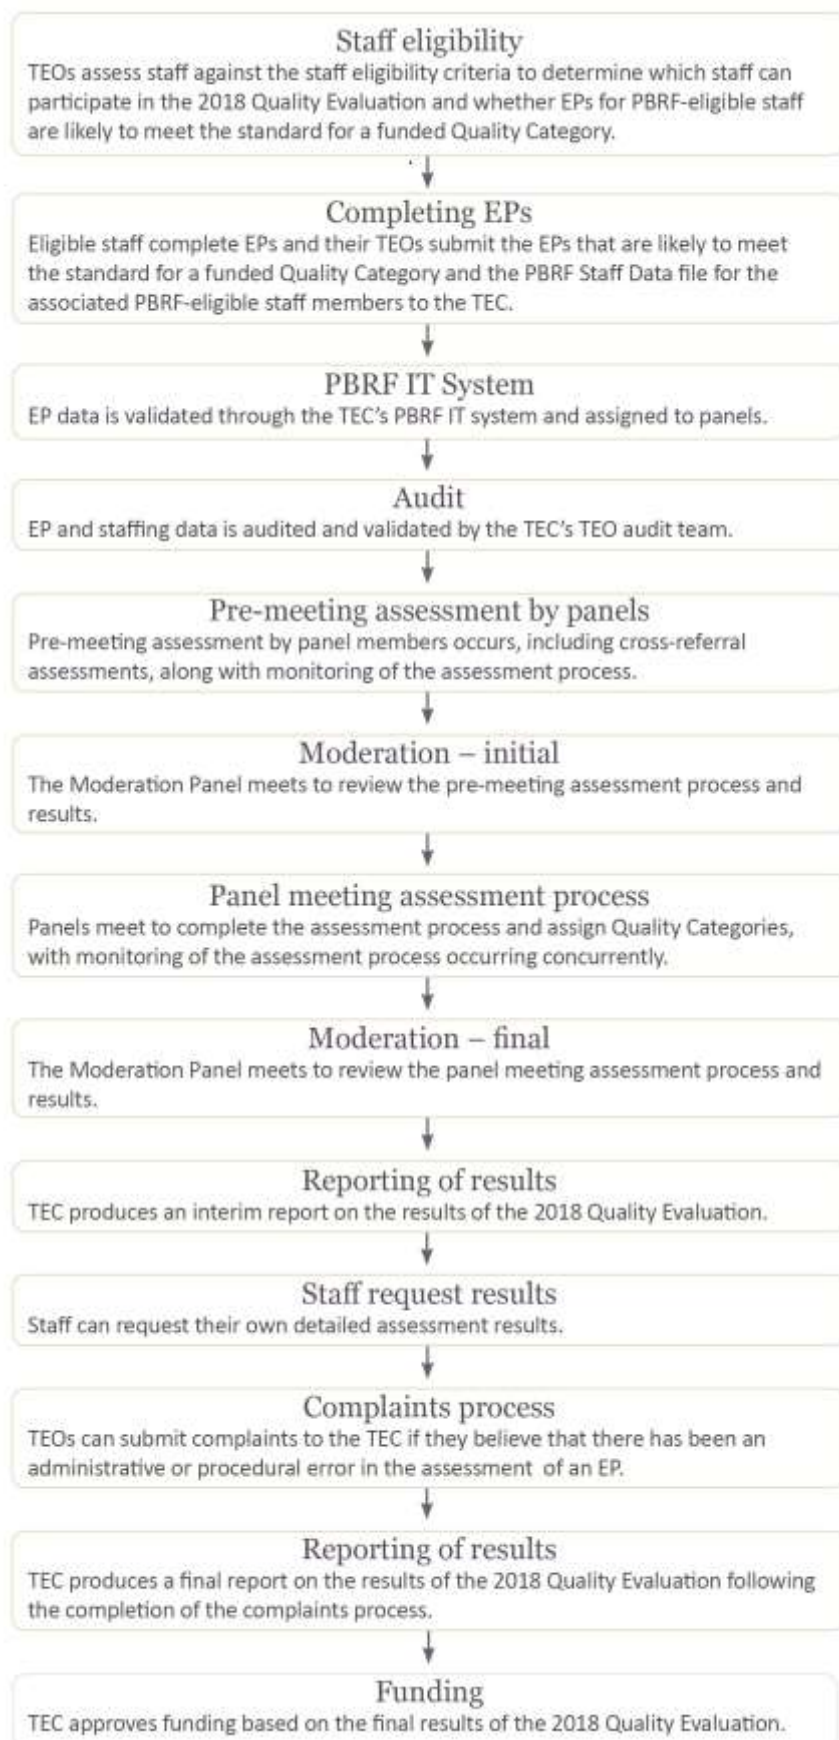 Staff eligibility
TEOs assess staff against the staff eligibility criteria to determine which staff can
participate in the 2018 Quality Evaluation and whether EPs for PBRF-eligible staff
are likely to meet the standard for a funded Quality Category.
Completing EPs
Eligible staff complete EPs and their TEOs submit the EPs that are likely to meet
the standard for a funded Quality Category and the PBRF Staff Data file for the
associated PBRF-eligible staff members to the TEC.
PBRF IT System
EP data is validated through the TEC's PBRF IT system and assigned to panels.
Audit
EP and staffing data is audited and validated by the TEC's TEO audit team.
Pre-meeting assessment by panels
Pre-meeting assessment by panel members occurs, including cross-referral
assessments, along with monitoring of the assessment process.
Moderation – initial
The Moderation Panel meets to review the pre-meeting assessment process and
results.
Panel meeting assessment process
Panels meet to complete the assessment process and assign Quality Categories,
with monitoring of the assessment process occurring concurrently.
Moderation – final
The Moderation Panel meets to review the panel meeting assessment process and
results.
Reporting of results
TEC produces an interim report on the results of the 2018 Quality Evaluation.
Staff request results
Staff can request their own detailed assessment results.
Complaints process
TEOs can submit complaints to the TEC if they believe that there has been an
administrative or procedural error in the assessment of an EP.
Reporting of results
TEC produces a final report on the results of the 2018 Quality Evaluation following
the completion of the complaints process.
Funding
TEC approves funding based on the final results of the 2018 Quality Evaluation.